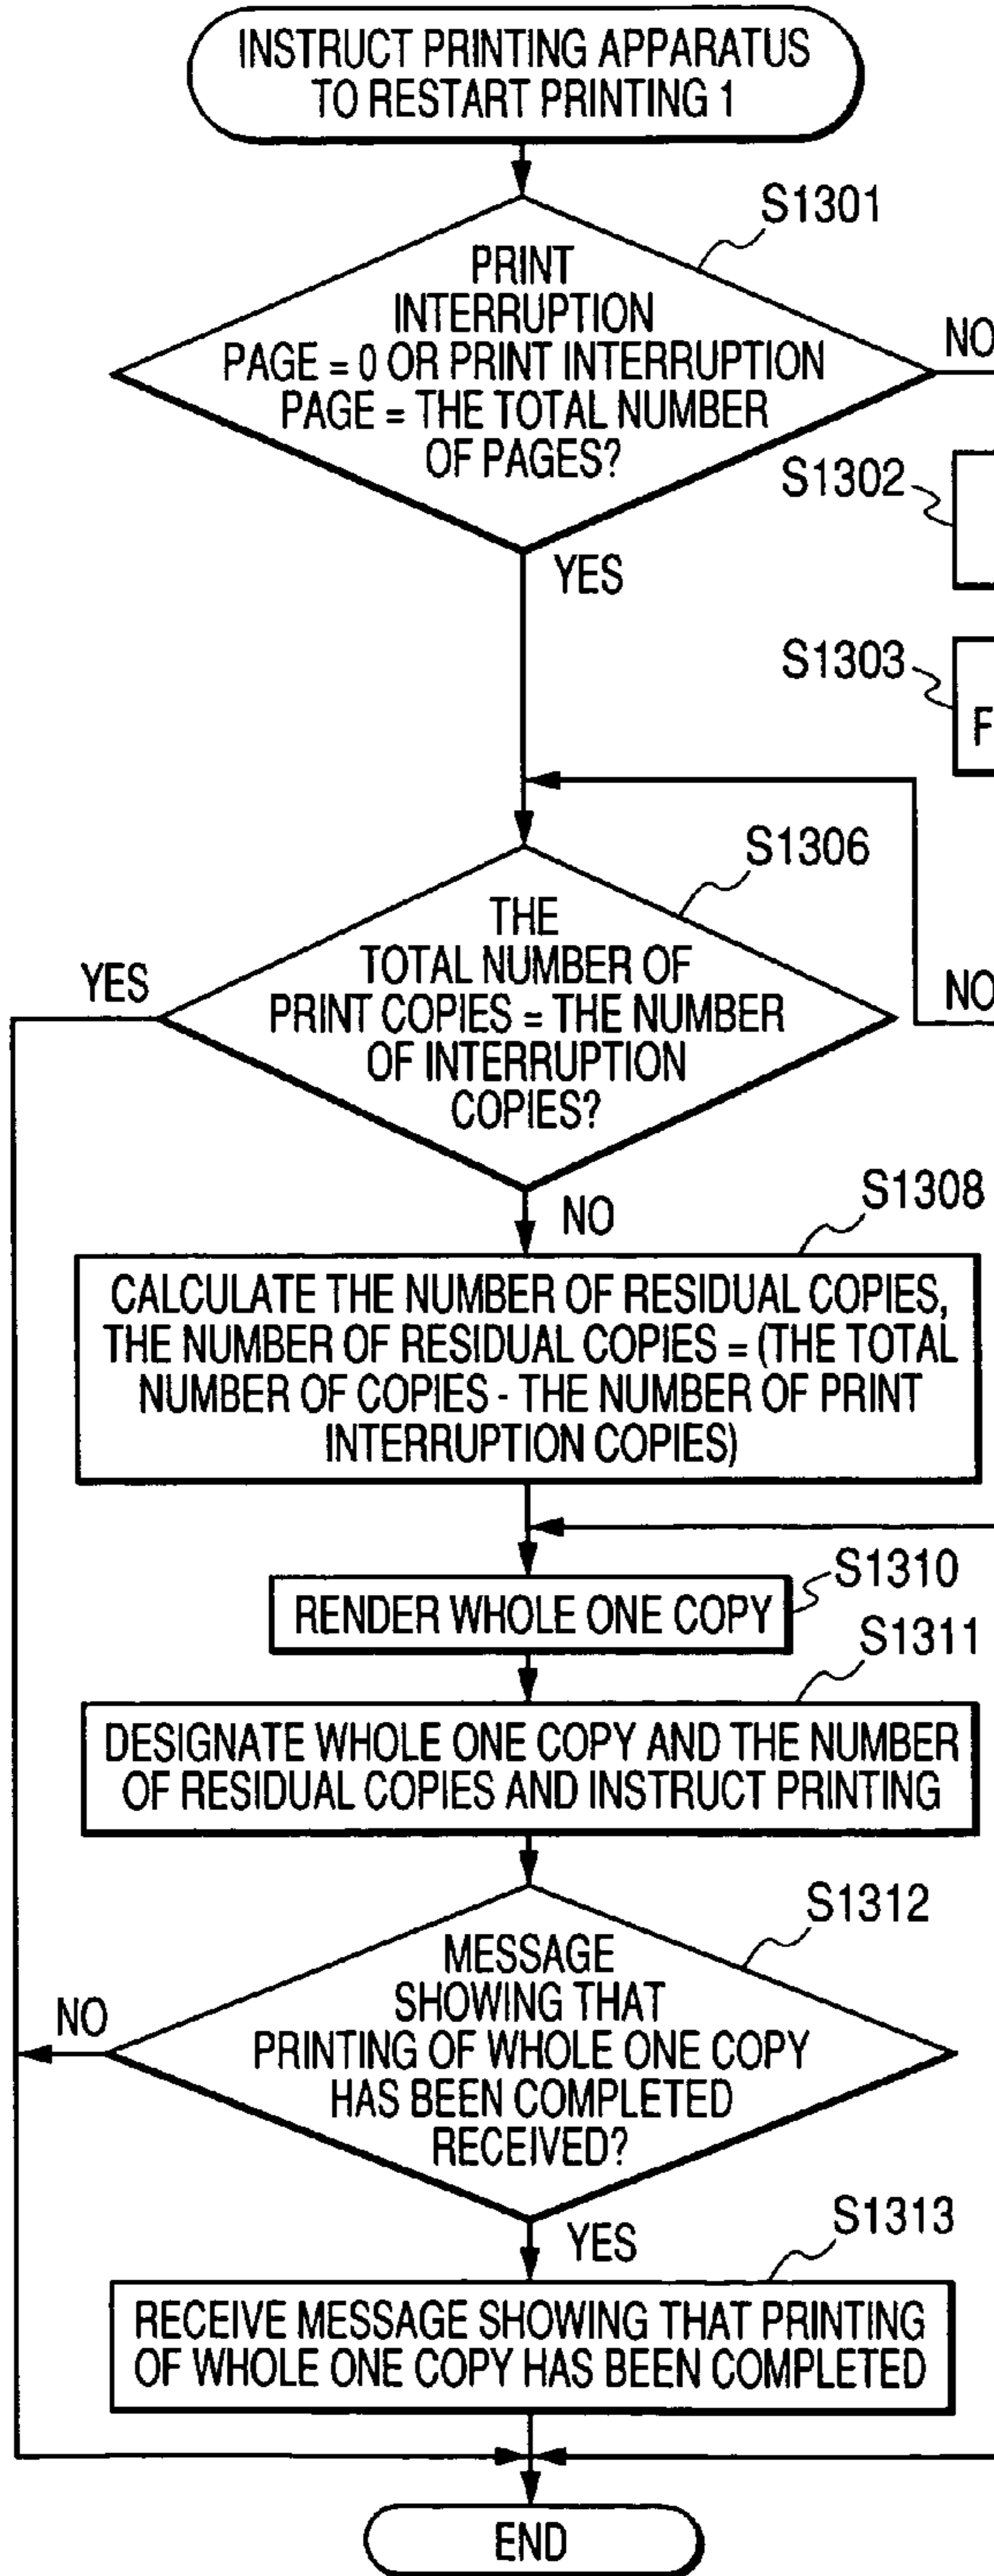 INSTRUCT PRINTING APPARATUS
TO RESTART PRINTING 1
S1301
PRINT
INTERRUPTION
PAGE = 0 OR PRINT INTERRUPTION
PAGE = THE TOTAL NUMBER
OF PAGES?
NO
S1302
YES
S1303
F
S1306
THE
TOTAL NUMBER OF
PRINT COPIES = THE NUMBER
OF INTERRUPTION
COPIES?
YES
NO
NO
S1308
CALCULATE THE NUMBER OF RESIDUAL COPIES,
THE NUMBER OF RESIDUAL COPIES = (THE TOTAL
NUMBER OF COPIES - THE NUMBER OF PRINT
INTERRUPTION COPIES)
S1310
RENDER WHOLE ONE COPY
S1311
DESIGNATE WHOLE ONE COPY AND THE NUMBER
OF RESIDUAL COPIES AND INSTRUCT PRINTING
S1312
MESSAGE
SHOWING THAT
PRINTING OF WHOLE ONE COPY
HAS BEEN COMPLETED
RECEIVED?
NO
YES
S1313
RECEIVE MESSAGE SHOWING THAT PRINTING
OF WHOLE ONE COPY HAS BEEN COMPLETED
END